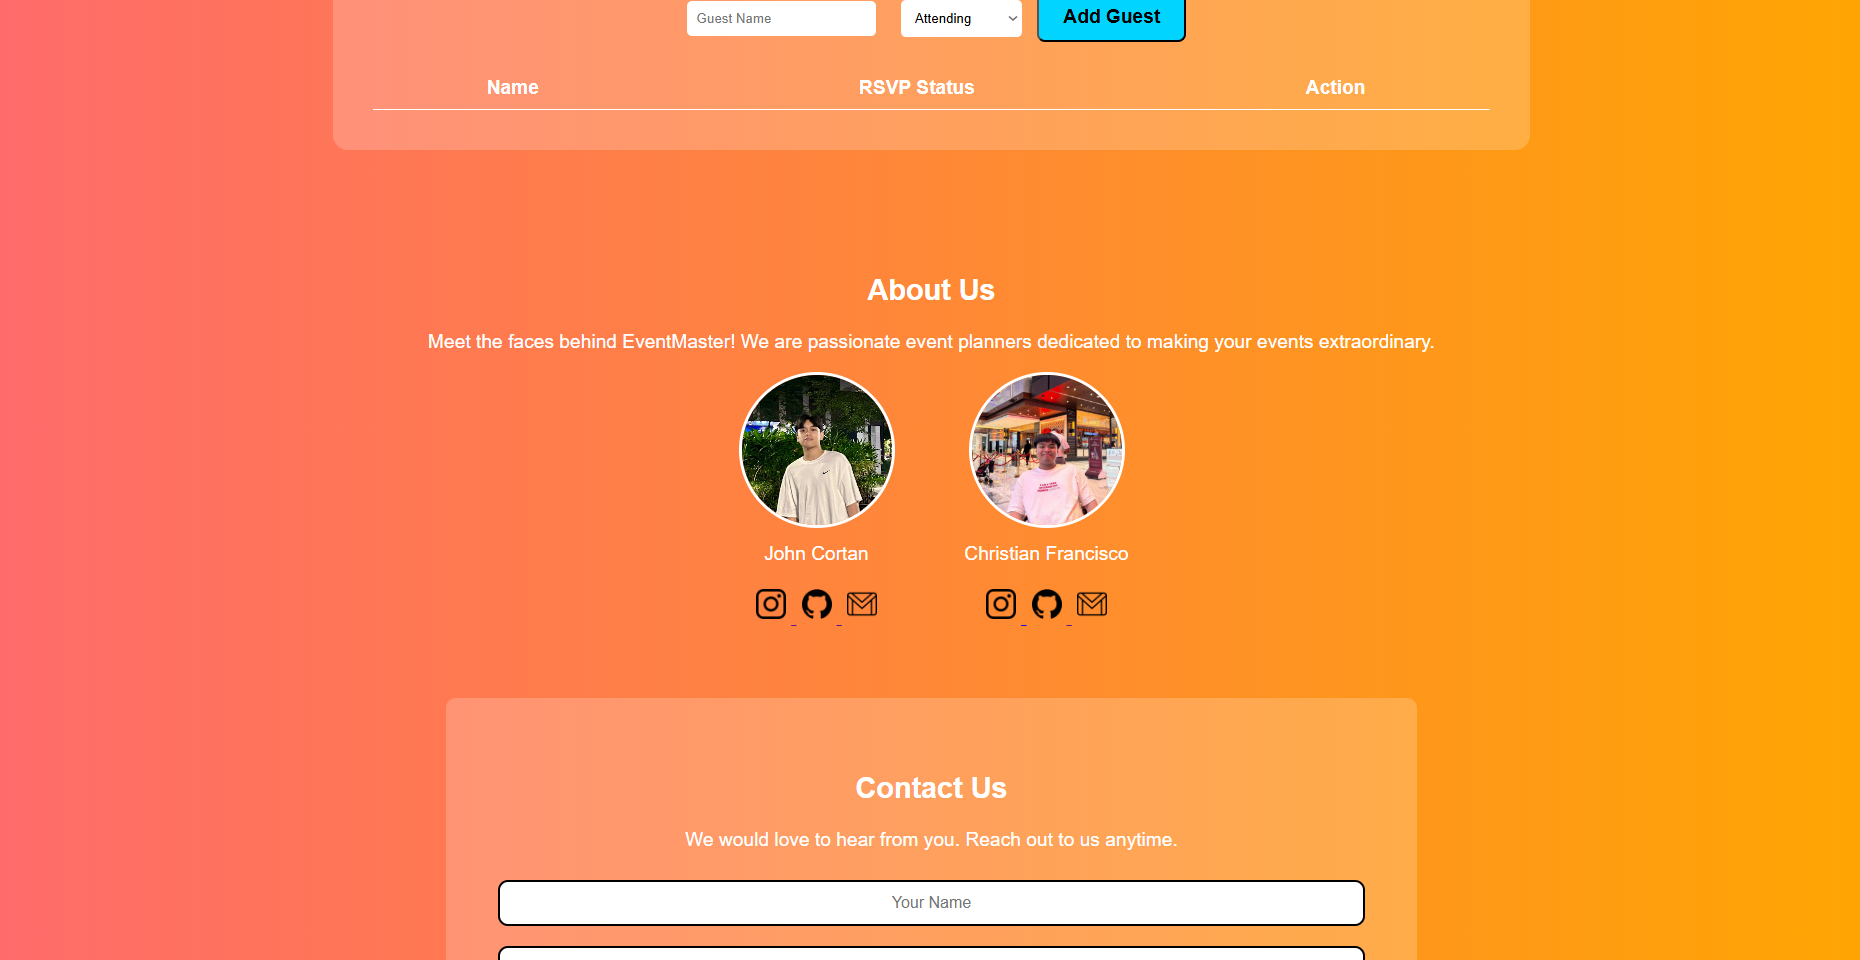 Guest Name Attending Add Guest
Name RSVP Status Action
About Us
Meet the faces behind EventMaster! We are passionate event planners dedicated to making your events extraordinary.
John Cortan Christian Francisco
Contact Us
We would love to hear from you. Reach out to us anytime.
Your Name